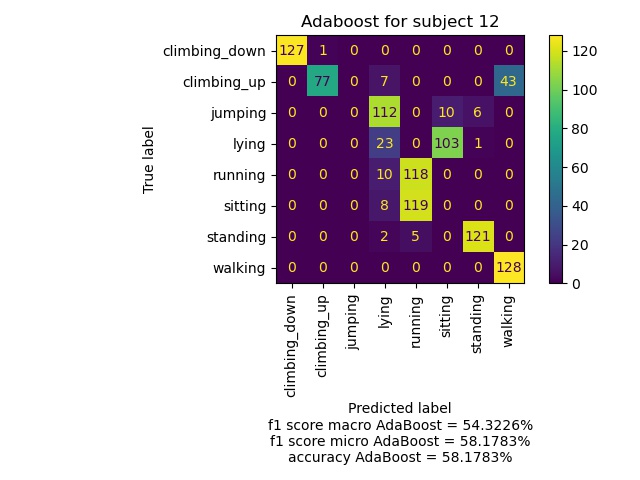 Adaboost for subject 12
climbing_down 127 1 0 0 0 0 0 0
climbing_up 0 77 0 7 0 0 0 43
jumping 0 0 0 112 0 10 6 0
lying 0 0 0 23 0 103 1 0
running 0 0 0 10 118 0 0 0
sitting 0 0 0 8 119 0 0 0
standing 0 0 0 2 5 0 121 0
walking 0 0 0 0 0 0 0 128
True label
120
100
80
60
40
20
0
climbing_down
climbing_up
jumping
lying
running
sitting
standing
walking
Predicted label
f1 score macro AdaBoost = 54.3226%
f1 score micro AdaBoost = 58.1783%
accuracy AdaBoost = 58.1783%